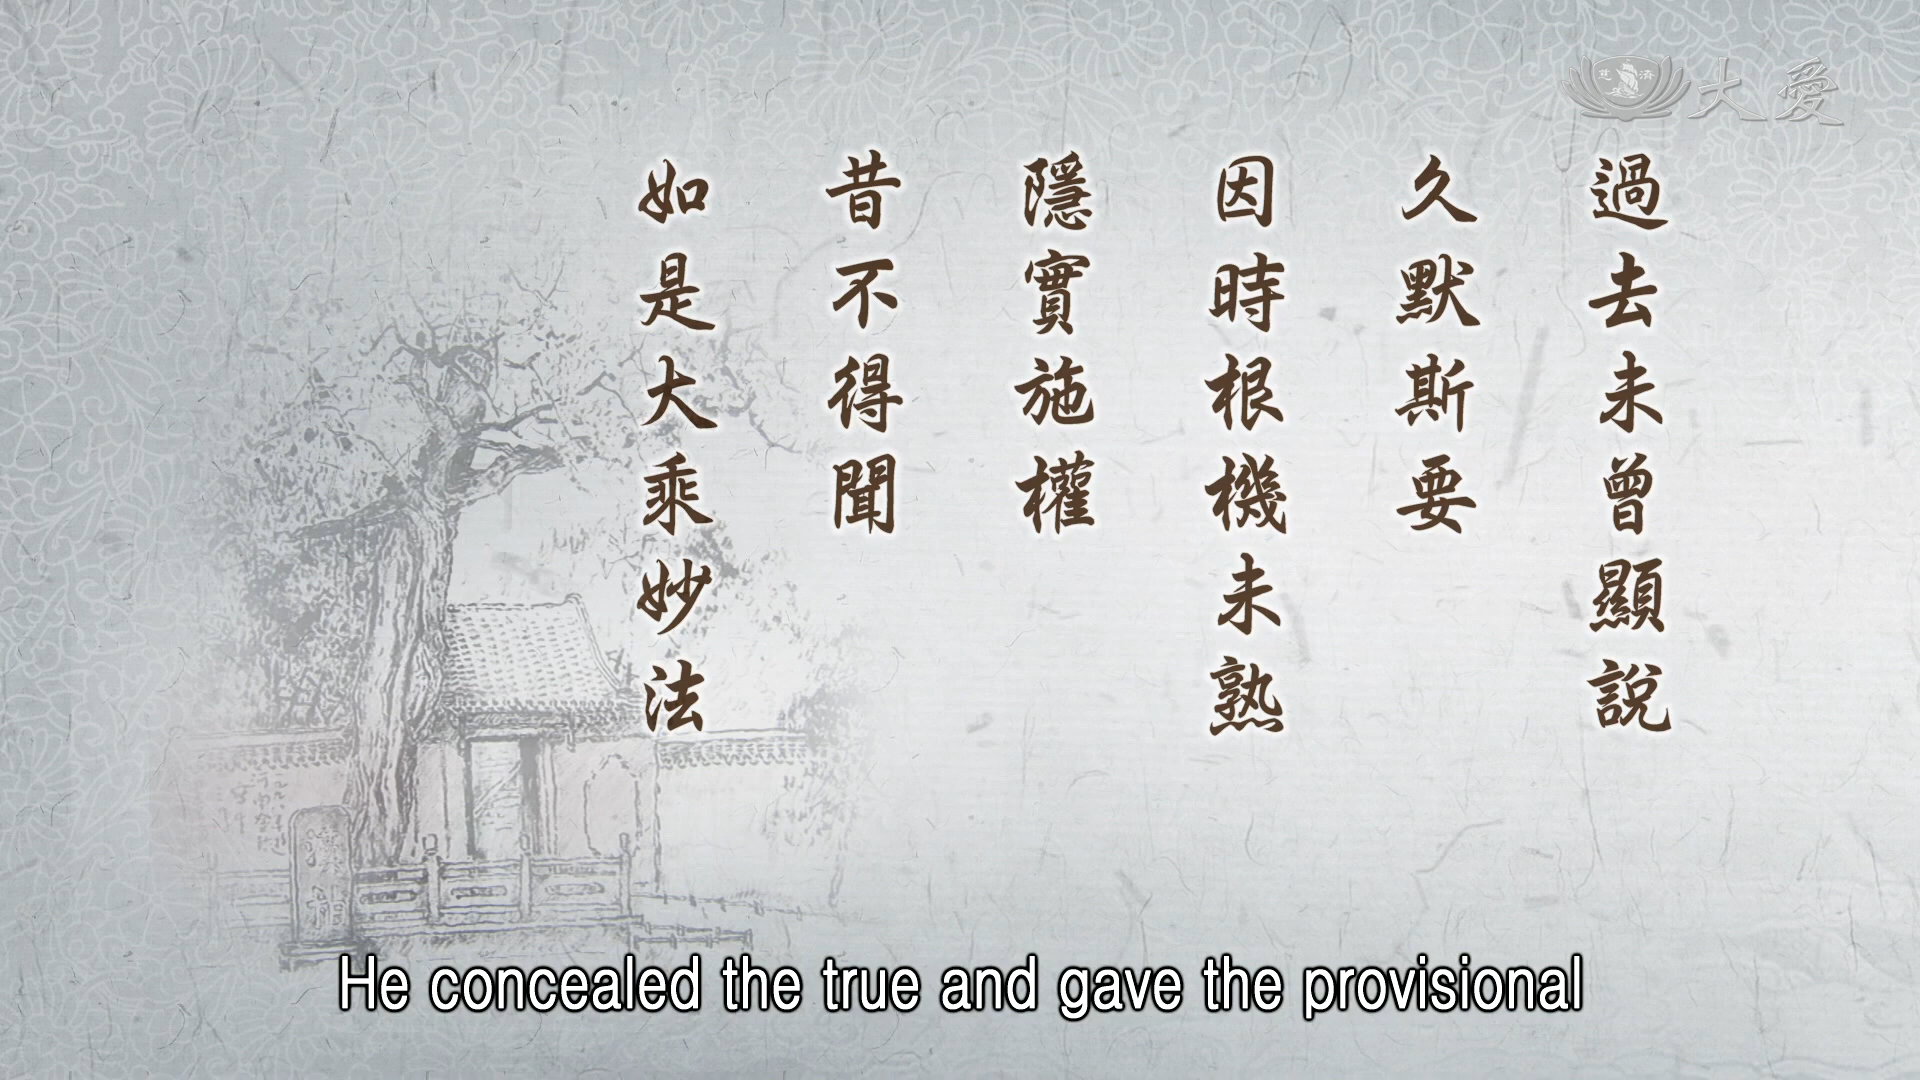 過去未曾顯說
久默斯要
因時根機未熟
隱實施權
昔不得聞
如是大乘妙法
大愛
慈濟
He concealed the true and gave the provisional